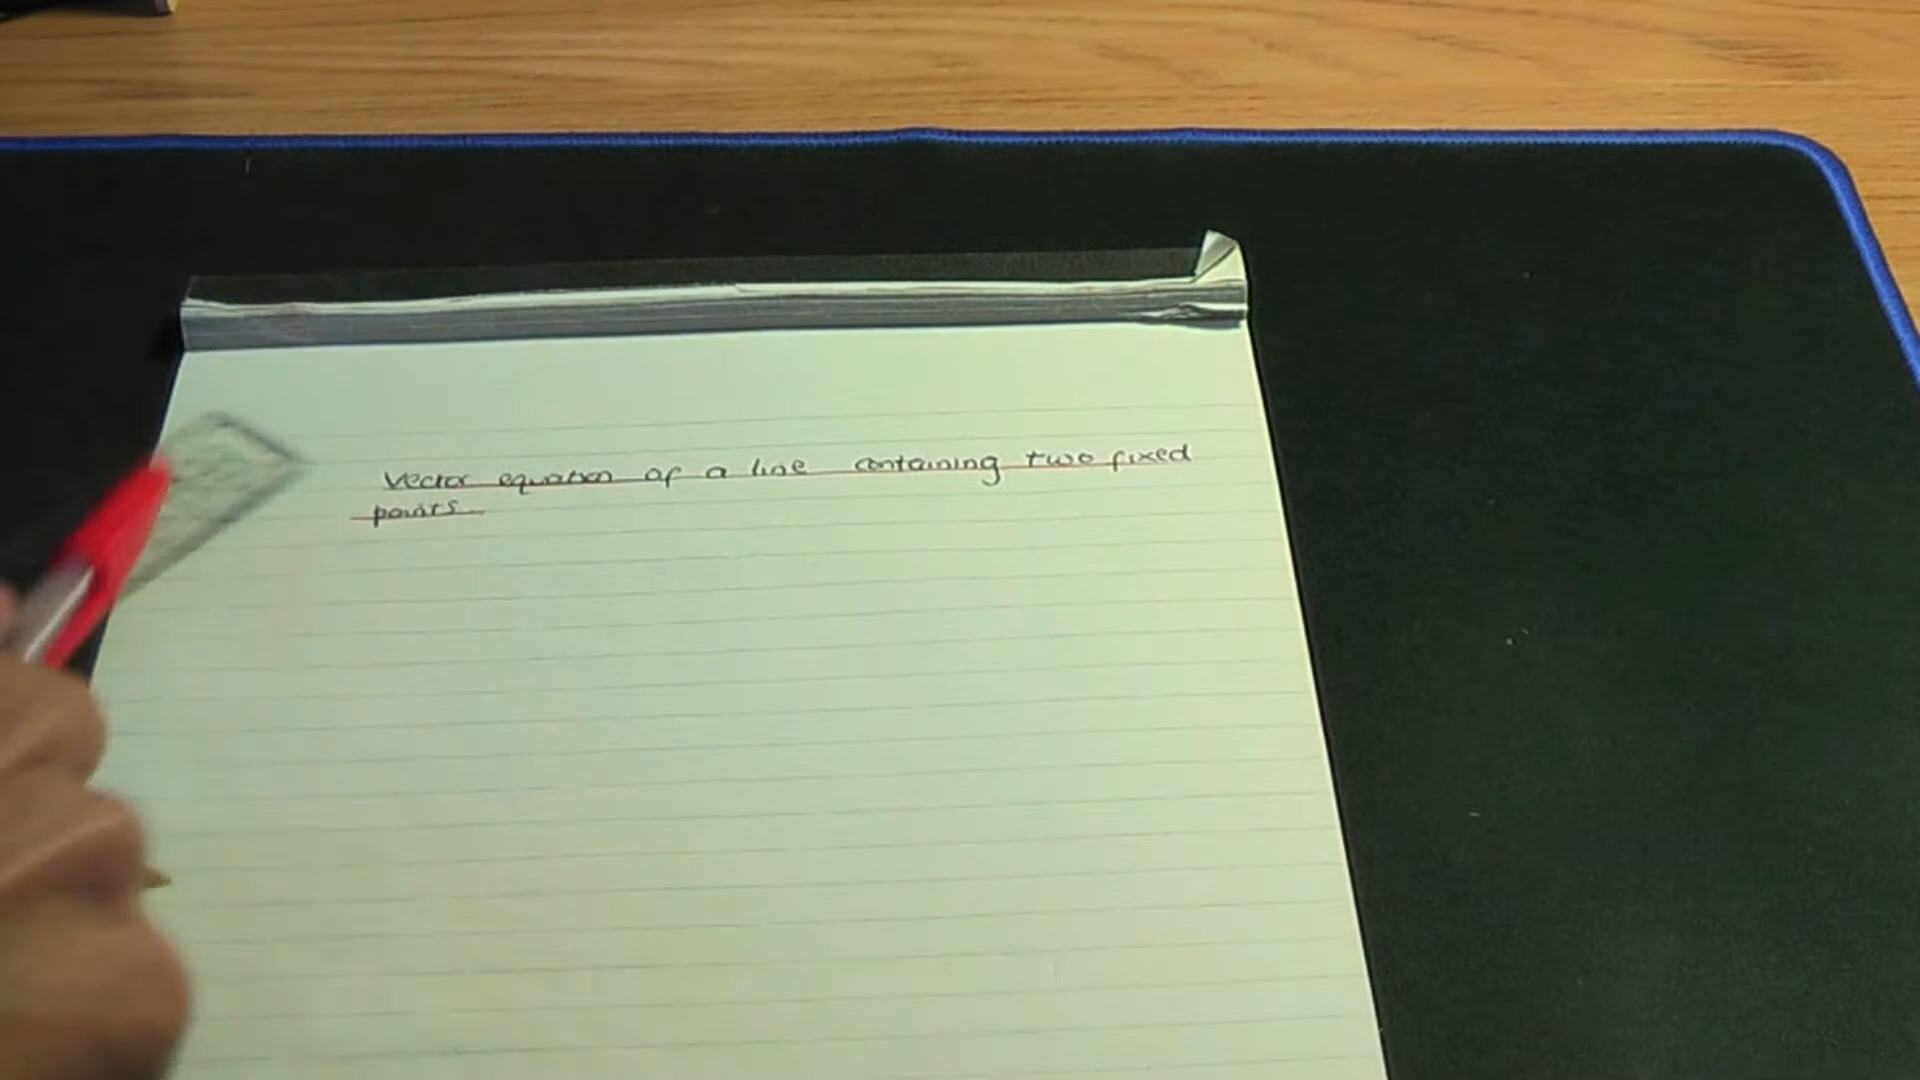 Vector equation of a line containing two fixed
points